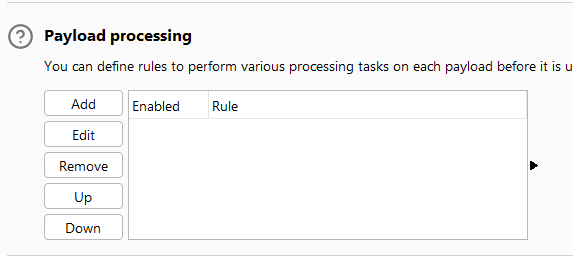 ?
Payload processing
You can define rules to perform various processing tasks on each payload before it is u
Add
Enabled Rule
Edit
Remove
Up
Down